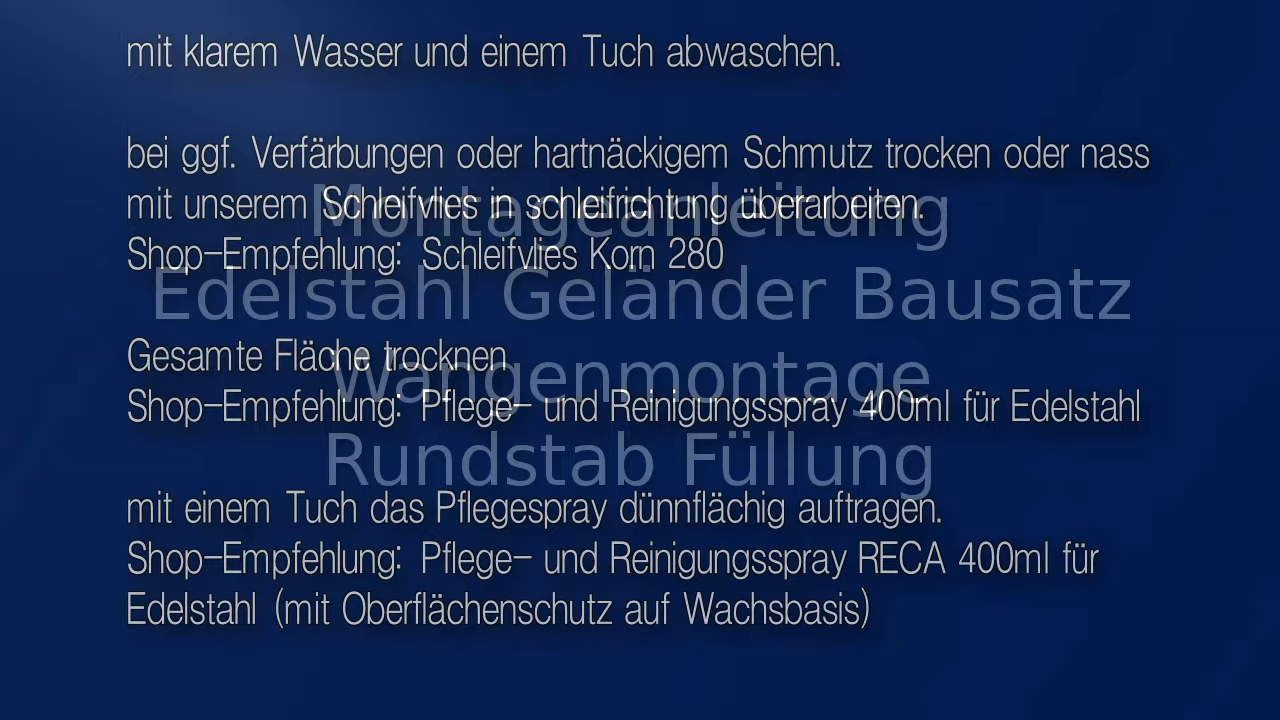 mit klarem Wasser und einem Tuch abwaschen.
bei ggf. Verfärbungen oder hartnäckigem Schmutz trocken oder nass
mit unserem Schleifvlies in schleifrichtung überarbeiten.
Shop-Empfehlung: Schleifvlies Korn 280
Gesamte Fläche trocknen
Shop-Empfehlung: Pflege- und Reinigungsspray 400ml für Edelstahl
mit einem Tuch das Pflegespray dünnflächig auftragen.
Shop-Empfehlung: Pflege- und Reinigungsspray RECA 400ml für
Edelstahl (mit Oberflächenschutz auf Wachsbasis)
Montageanleitung
Edelstahl Geländer Bausatz
Wangenmontage
Rundstab Füllung